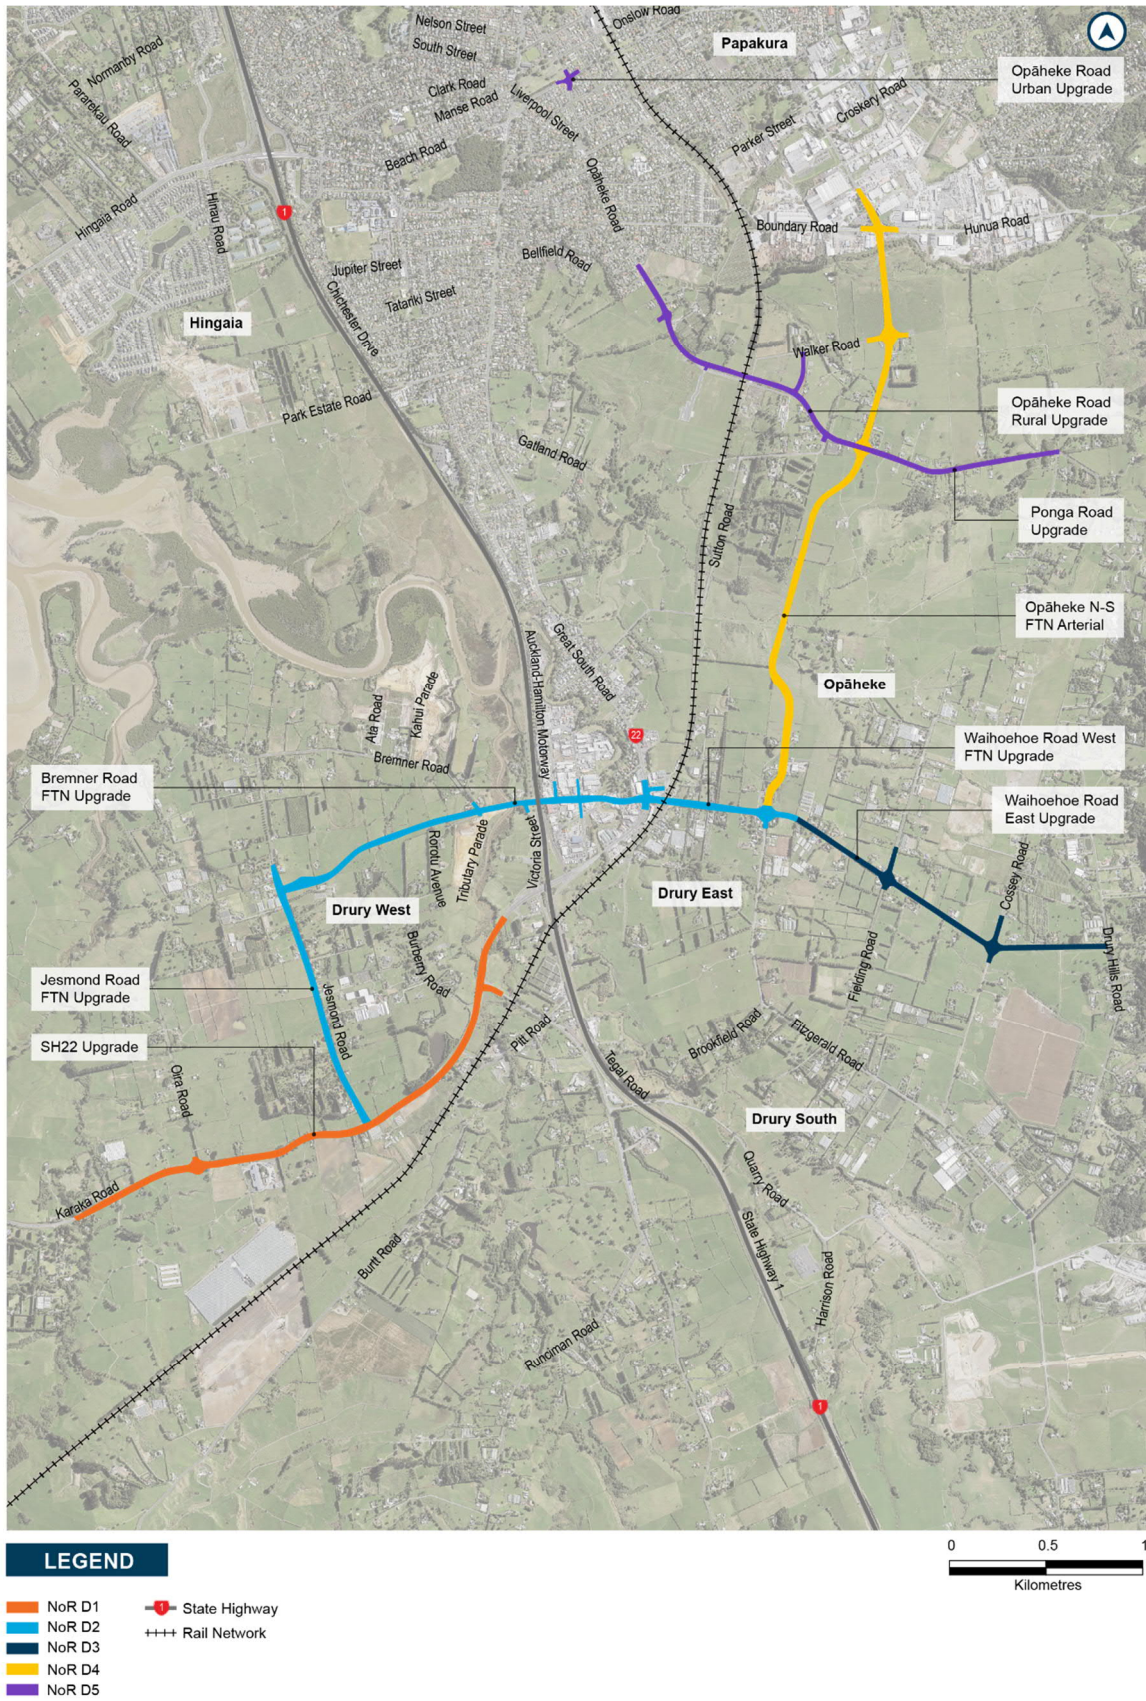 Onslow Road
Nelson Street
South Street
Papakura
Normanby Road
Opāheke Road
Urban Upgrade
Clark Road
Pararekau Road
Manse Road
Liverpool Street
Croskery Road
Parker Street
Beach Road
Opāheke Road
Hingaia Road
Hinau Road
1
Boundary Road
Hunua Road
Bellfield Road
Jupiter Street
Chichester Drive
Tatariki Street
Hingaia
Walker Road
Park Estate Road
Opāheke Road
Rural Upgrade
Gatland Road
Ponga Road
Upgrade
Sutton Road
Opāheke N-S
FTN Arterial
Great South Road
Auckland-Hamilton Motorway
Opāheke
Ata Road
Kahui Parade
22
Waihoehoe Road West
FTN Upgrade
Bremner Road
Bremner Road
FTN Upgrade
Waihoehoe Road
East Upgrade
Rorotu Avenue
Tributary Parade
Victoria Street
Cossey Road
Drury West
Drury East
Burberry Road
Fielding Road
Drury Hills Road
Jesmond Road
FTN Upgrade
Jesmond Road
Pitt Road
Brookfield Road
Fitzgerald Road
SH22 Upgrade
Oira Road
Tegal Road
Drury South
Karaka Road
Quarry Road
Burtt Road
State Highway 1
Harrison Road
Runciman Road
1
LEGEND
NoR D1
NoR D2
NoR D3
NoR D4
NoR D5
1 State Highway
Rail Network
0 0.5 1
Kilometres